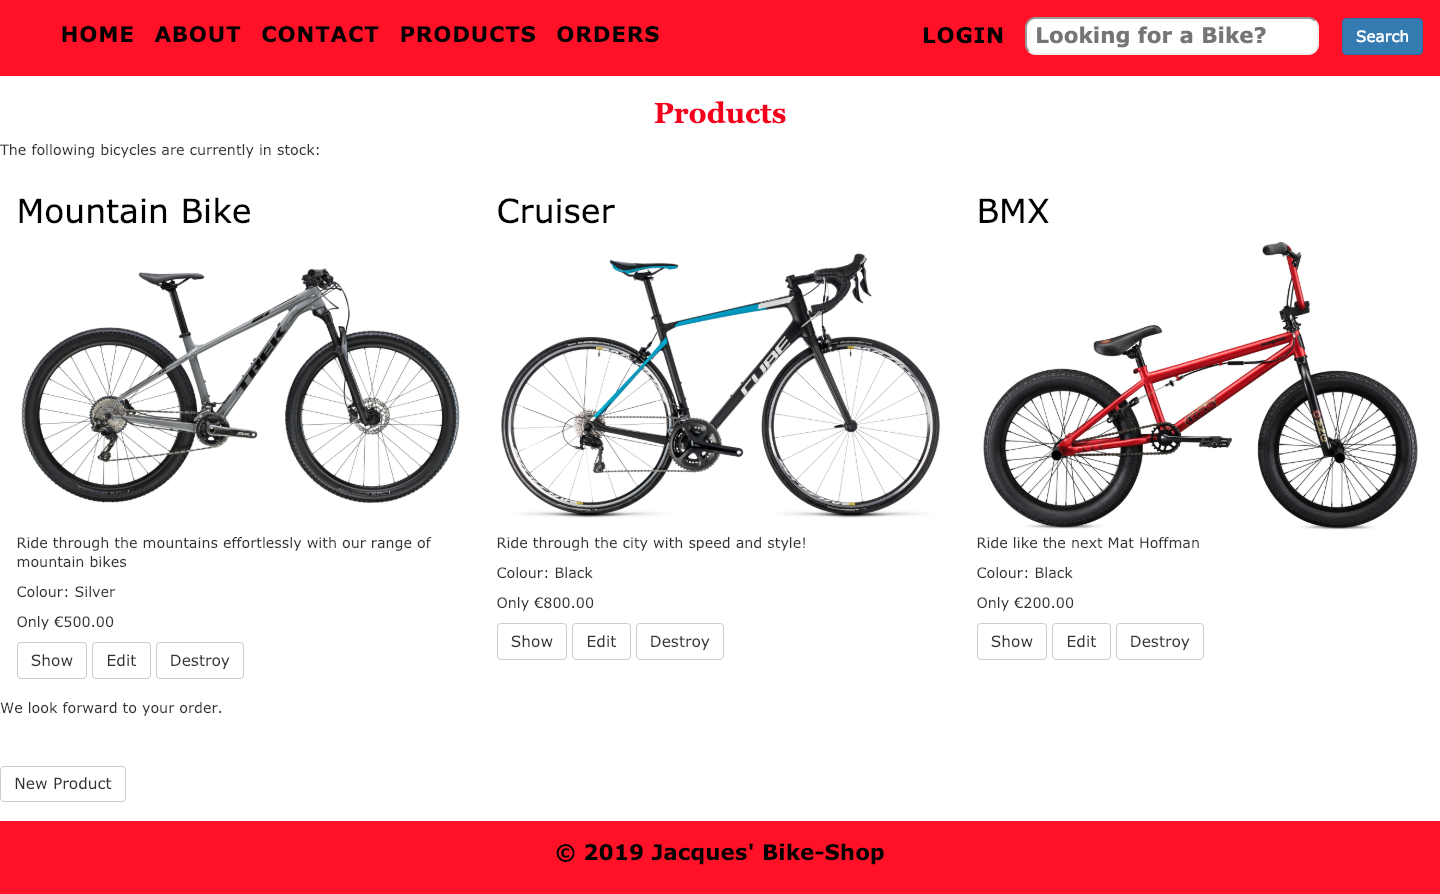 HOME ABOUT CONTACT PRODUCTS ORDERS LOGIN Looking for a Bike? Search
Products
The following bicycles are currently in stock:
Mountain Bike
TREK
Ride through the mountains effortlessly with our range of
mountain bikes
Colour: Silver
Only €500.00
Show Edit Destroy
Cruiser
CUBE
Ride through the city with speed and style!
Colour: Black
Only €800.00
Show Edit Destroy
BMX
Ride like the next Mat Hoffman
Colour: Black
Only €200.00
Show Edit Destroy
We look forward to your order.
New Product
© 2019 Jacques' Bike-Shop